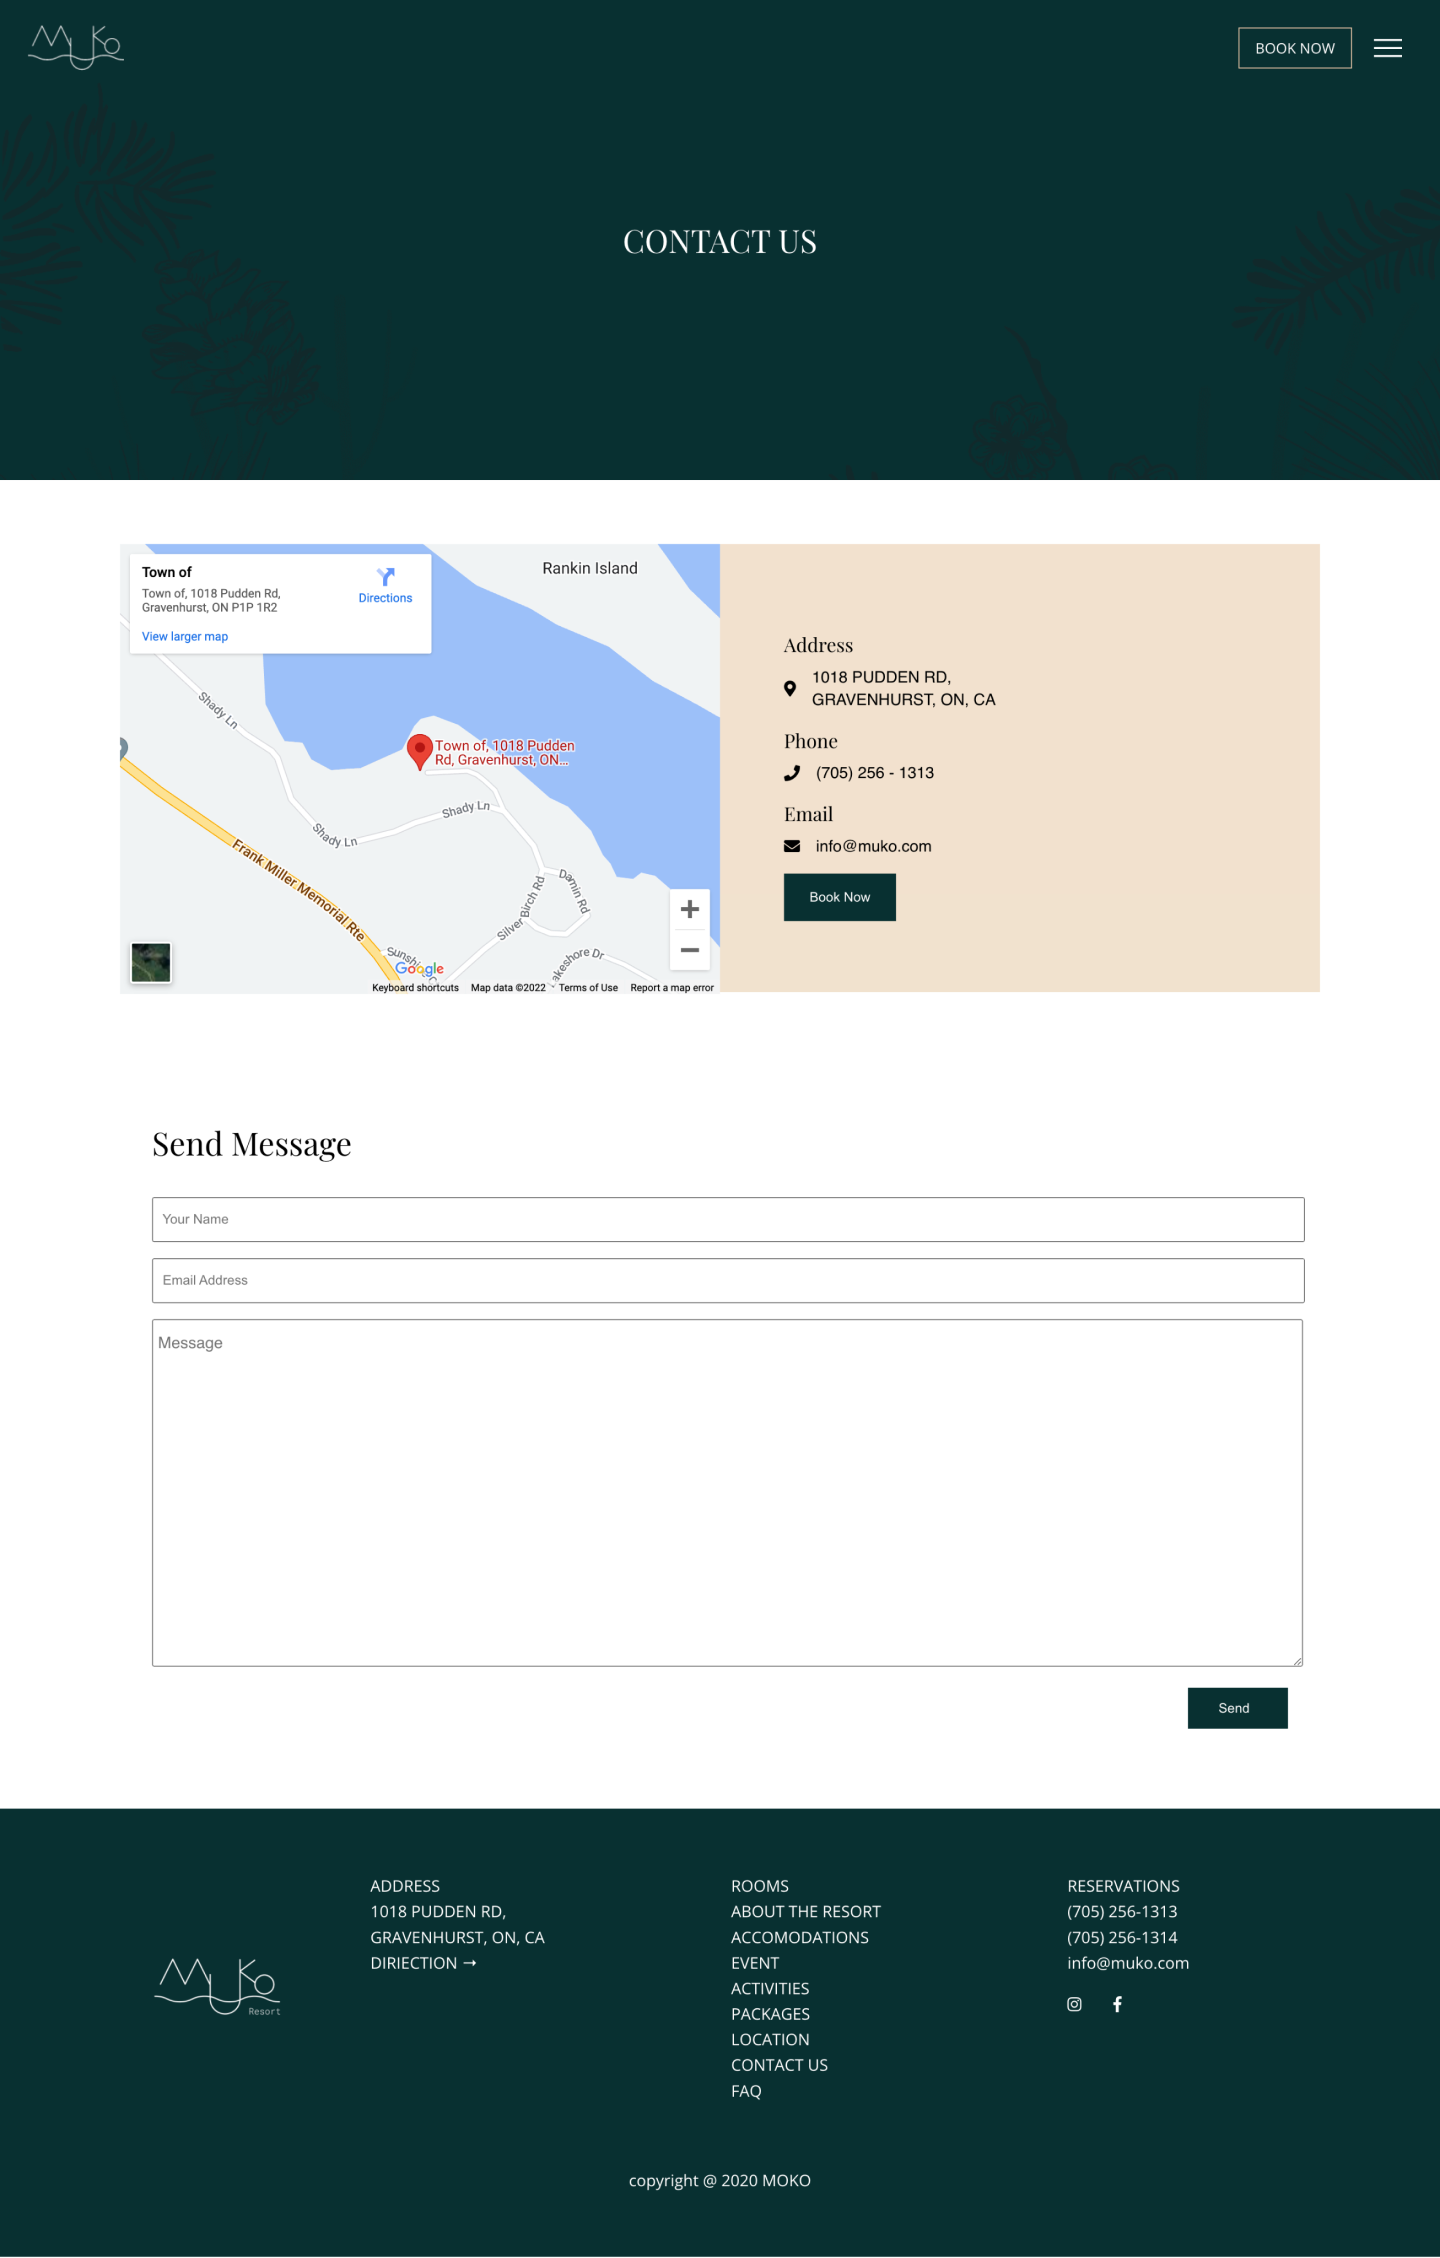 MUKO
BOOK NOW
CONTACT US
Town of
Town of, 1018 Pudden Rd,
Gravenhurst, ON P1P 1R2
Directions
View larger map
Rankin Island
Shady Ln
Town of, 1018 Pudden
Rd, Gravenhurst, ON...
Shady Ln
Shady Ln
Frank Miller Memorial Rte
Silver Birch Rd
Damin Rd
Google
Keyboard shortcuts
Map data ©2022
Terms of Use
Report a map error
Address
1018 PUDDEN RD,
GRAVENHURST, ON, CA
Phone
(705) 256 - 1313
Email
info@muko.com
Book Now
Send Message
Your Name
Email Address
Message
Send
MUKO
Resort
ADDRESS
1018 PUDDEN RD,
GRAVENHURST, ON, CA
DIRIECTION →
ROOMS
ABOUT THE RESORT
ACCOMODATIONS
EVENT
ACTIVITIES
PACKAGES
LOCATION
CONTACT US
FAQ
RESERVATIONS
(705) 256-1313
(705) 256-1314
info@muko.com
copyright @ 2020 MOKO